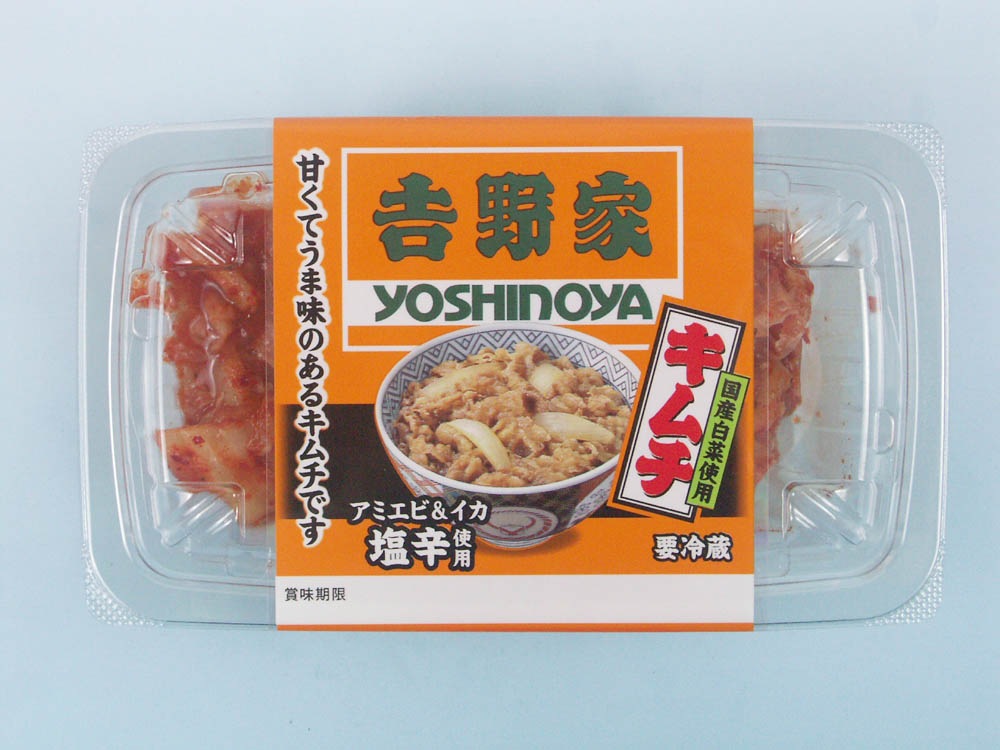 甘くてうま味のあるキムチです
吉野家
YOSHINOYA
キムチ
国産白菜使用
アミエビ&イカ
塩辛使用
要冷蔵
賞味期限